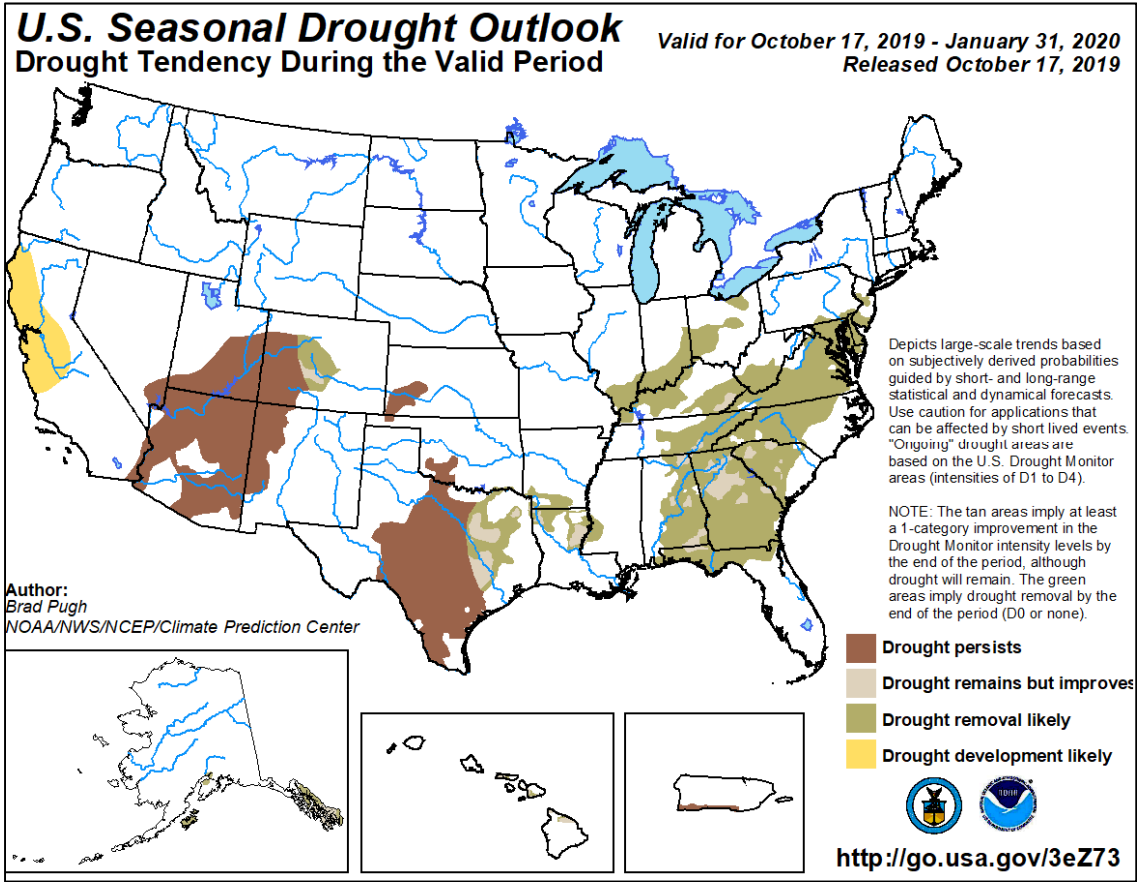 U.S. Seasonal Drought Outlook
Drought Tendency During the Valid Period
Valid for October 17, 2019 - January 31, 2020
Released October 17, 2019
Depicts large-scale trends based
on subjectively derived probabilities
guided by short- and long-range
statistical and dynamical forecasts.
Use caution for applications that
can be affected by short lived events.
"Ongoing" drought areas are
based on the U.S. Drought Monitor
areas (intensities of D1 to D4).
NOTE: The tan areas imply at least
a 1-category improvement in the
Drought Monitor intensity levels by
the end of the period, although
drought will remain. The green
areas imply drought removal by the
end of the period (D0 or none).
Author:
Brad Pugh
NOAA/NWS/NCEP/Climate Prediction Center
Drought persists
Drought remains but improves
Drought removal likely
Drought development likely
http://go.usa.gov/3eZ73